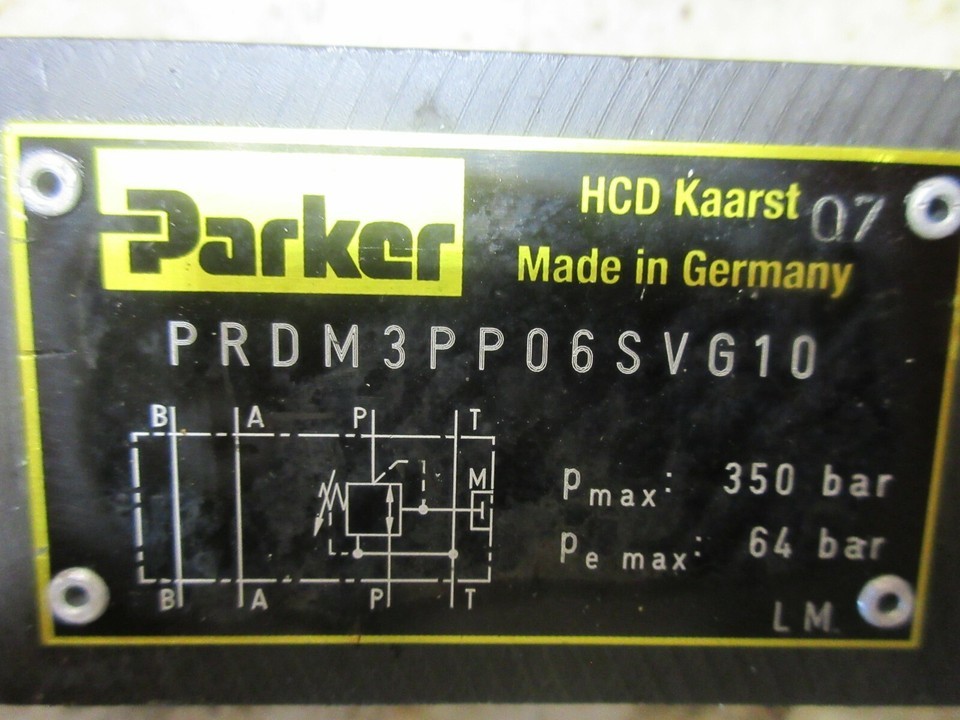 Parker
HCD Kaarst 07
Made in Germany
PRDM3PP06SVG10
B A P T
M
B A P T
pmax: 350 bar
pe max: 64 bar
LM.